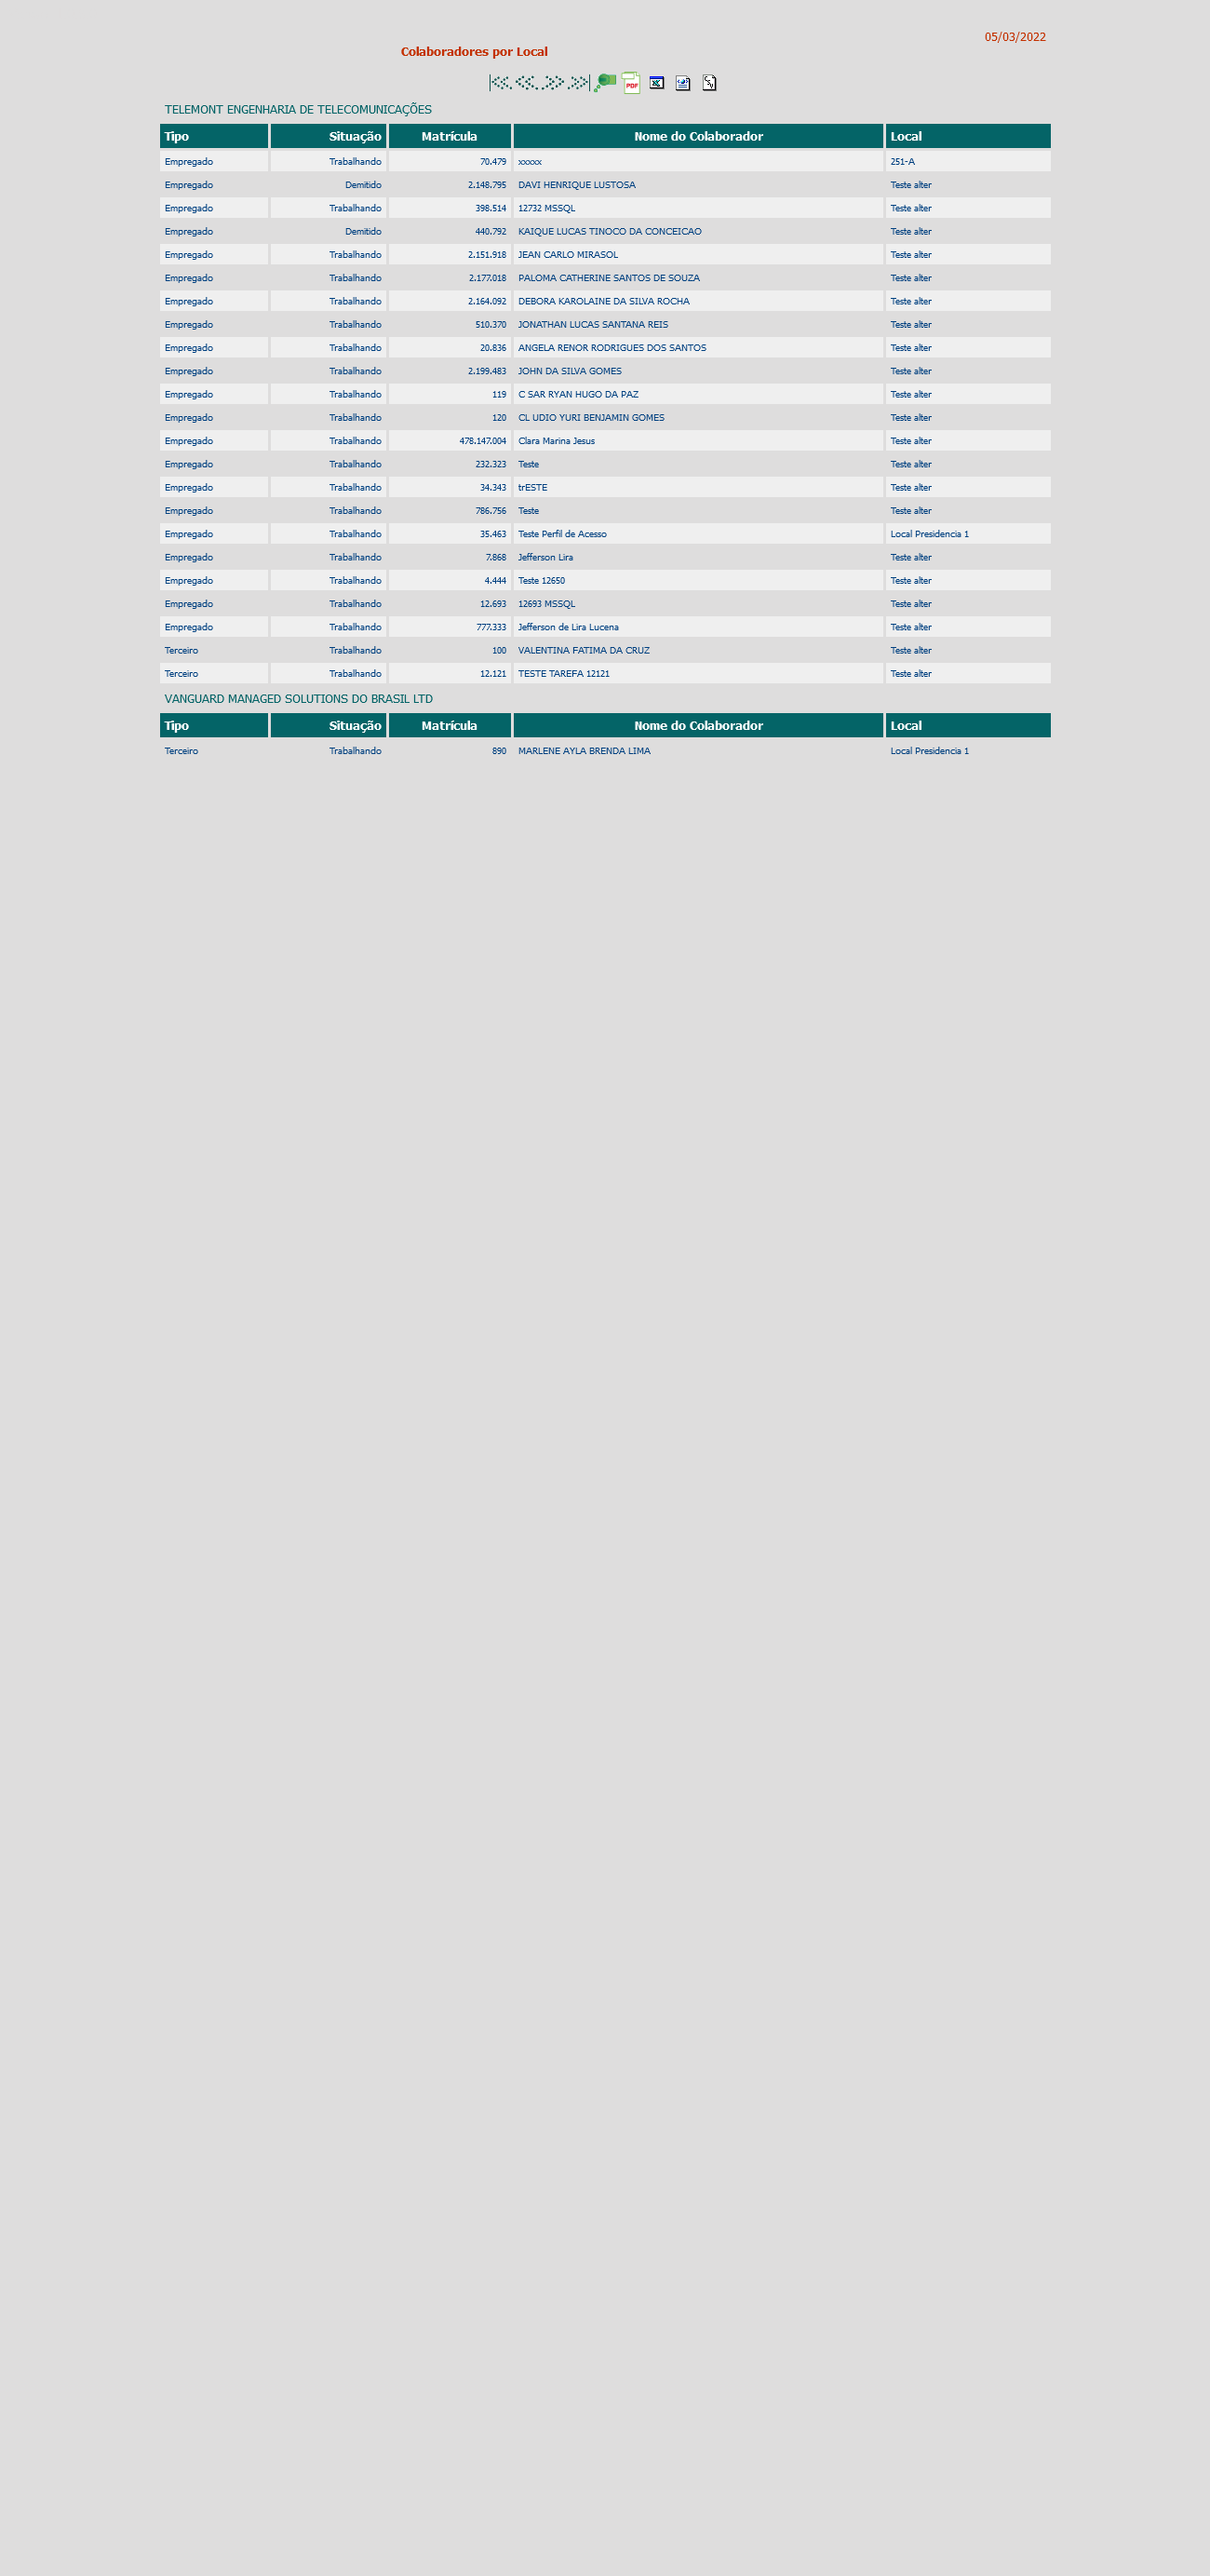 05/03/2022
Colaboradores por Local
PDF
TELEMONT ENGENHARIA DE TELECOMUNICAÇÕES
Tipo Situação Matrícula Nome do Colaborador Local
Empregado Trabalhando 70.479 xxxxx 251-A
Empregado Demitido 2.148.795 DAVI HENRIQUE LUSTOSA Teste alter
Empregado Trabalhando 398.514 12732 MSSQL Teste alter
Empregado Demitido 440.792 KAIQUE LUCAS TINOCO DA CONCEICAO Teste alter
Empregado Trabalhando 2.151.918 JEAN CARLO MIRASOL Teste alter
Empregado Trabalhando 2.177.018 PALOMA CATHERINE SANTOS DE SOUZA Teste alter
Empregado Trabalhando 2.164.092 DEBORA KAROLAINE DA SILVA ROCHA Teste alter
Empregado Trabalhando 510.370 JONATHAN LUCAS SANTANA REIS Teste alter
Empregado Trabalhando 20.836 ANGELA RENOR RODRIGUES DOS SANTOS Teste alter
Empregado Trabalhando 2.199.483 JOHN DA SILVA GOMES Teste alter
Empregado Trabalhando 119 C SAR RYAN HUGO DA PAZ Teste alter
Empregado Trabalhando 120 CL UDIO YURI BENJAMIN GOMES Teste alter
Empregado Trabalhando 478.147.004 Clara Marina Jesus Teste alter
Empregado Trabalhando 232.323 Teste Teste alter
Empregado Trabalhando 34.343 trESTE Teste alter
Empregado Trabalhando 786.756 Teste Teste alter
Empregado Trabalhando 35.463 Teste Perfil de Acesso Local Presidencia 1
Empregado Trabalhando 7.868 Jefferson Lira Teste alter
Empregado Trabalhando 4.444 Teste 12650 Teste alter
Empregado Trabalhando 12.693 12693 MSSQL Teste alter
Empregado Trabalhando 777.333 Jefferson de Lira Lucena Teste alter
Terceiro Trabalhando 100 VALENTINA FATIMA DA CRUZ Teste alter
Terceiro Trabalhando 12.121 TESTE TAREFA 12121 Teste alter
VANGUARD MANAGED SOLUTIONS DO BRASIL LTD
Tipo Situação Matrícula Nome do Colaborador Local
Terceiro Trabalhando 890 MARLENE AYLA BRENDA LIMA Local Presidencia 1